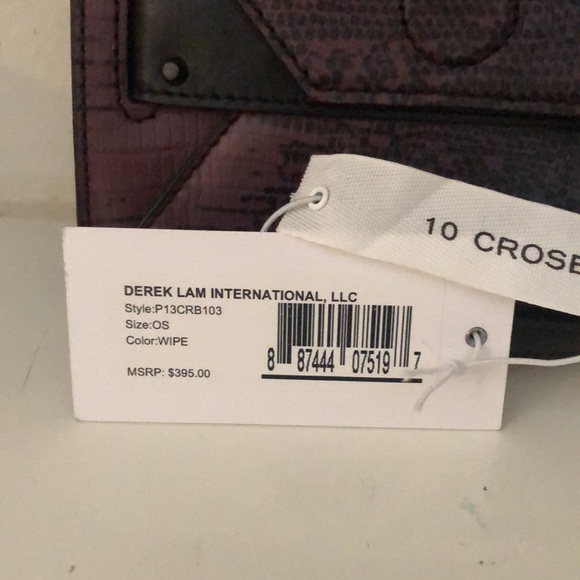 10 CROSE
DEREK LAM INTERNATIONAL, LLC
Style:P13CRB103
Size:OS
Color:WIPE
MSRP: $395.00
8 87444 07519 7